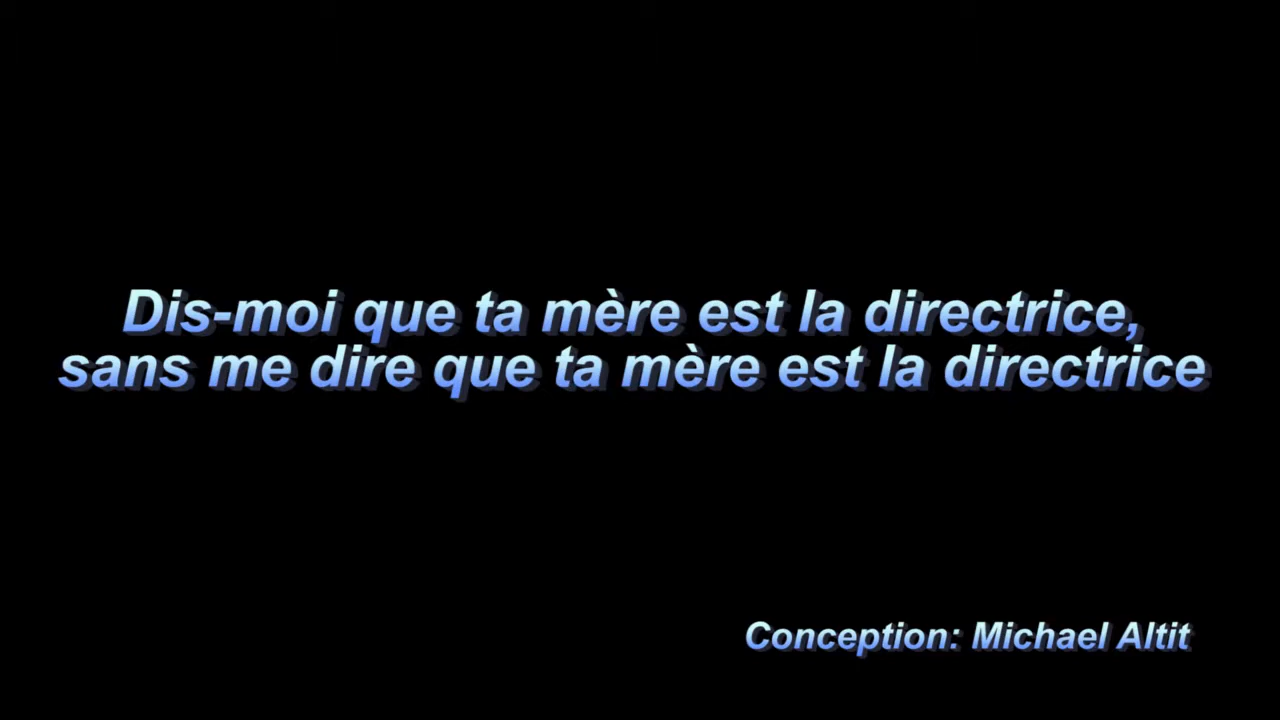 Dis-moi que ta mère est la directrice,
sans me dire que ta mère est la directrice
Conception: Michael Altit